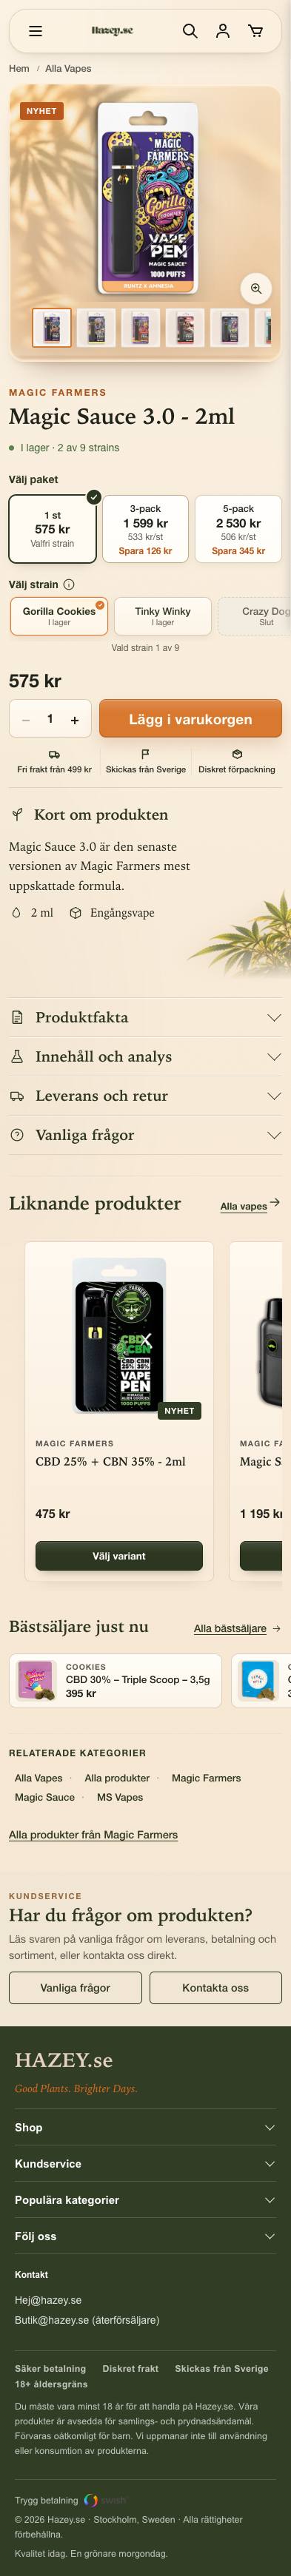 Hazey.se
Hem / Alla Vapes
NYHET
MAGIC
FARMERS
Gorilla
COOKIES
VAPE
PEN
MAGIC SAUCE
1000 PUFFS
RUNTZ X AMNESIA
MAGIC FARMERS
Magic Sauce 3.0 - 2ml
I lager · 2 av 9 strains
Välj paket
1 st
575 kr
Valfri strain
3-pack
1 599 kr
533 kr/st
Spara 126 kr
5-pack
2 530 kr
506 kr/st
Spara 345 kr
Välj strain
Gorilla Cookies
I lager
Tinky Winky
I lager
Crazy Dog
Slut
Vald strain 1 av 9
575 kr
− 1 +
Lägg i varukorgen
Fri frakt från 499 kr
Skickas från Sverige
Diskret förpackning
Kort om produkten
Magic Sauce 3.0 är den senaste
versionen av Magic Farmers mest
uppskattade formula.
2 ml
Engångsvape
Produktfakta
Innehåll och analys
Leverans och retur
Vanliga frågor
Liknande produkter
Alla vapes →
MAGIC FARMERS
CBD
CBN
CBD 25%
CBN 35%
VAPE
PEN
MIRACLE
ALIEN COOKIES
1000 PUFFS
NYHET
MAGIC FARMERS
CBD 25% + CBN 35% - 2ml
475 kr
Välj variant
MAGIC FA
Magic S
1 195 k
Bästsäljare just nu
Alla bästsäljare →
COOKIES
CBD 30% – Triple Scoop – 3,5g
395 kr
RELATERADE KATEGORIER
Alla Vapes · Alla produkter · Magic Farmers
Magic Sauce · MS Vapes
Alla produkter från Magic Farmers
KUNDSERVICE
Har du frågor om produkten?
Läs svaren på vanliga frågor om leverans, betalning och
sortiment, eller kontakta oss direkt.
Vanliga frågor
Kontakta oss
HAZEY.se
Good Plants. Brighter Days.
Shop
Kundservice
Populära kategorier
Följ oss
Kontakt
Hej@hazey.se
Butik@hazey.se (återförsäljare)
Säker betalning Diskret frakt Skickas från Sverige
18+ åldersgräns
Du måste vara minst 18 år för att handla på Hazey.se. Våra
produkter är avsedda för samlings- och prydnadsändamål.
Förvaras oåtkomligt för barn. Vi uppmanar inte till användning
eller konsumtion av produkterna.
Trygg betalning swish
© 2026 Hazey.se · Stockholm, Sweden · Alla rättigheter
förbehållna.
Kvalitet idag. En grönare morgondag.